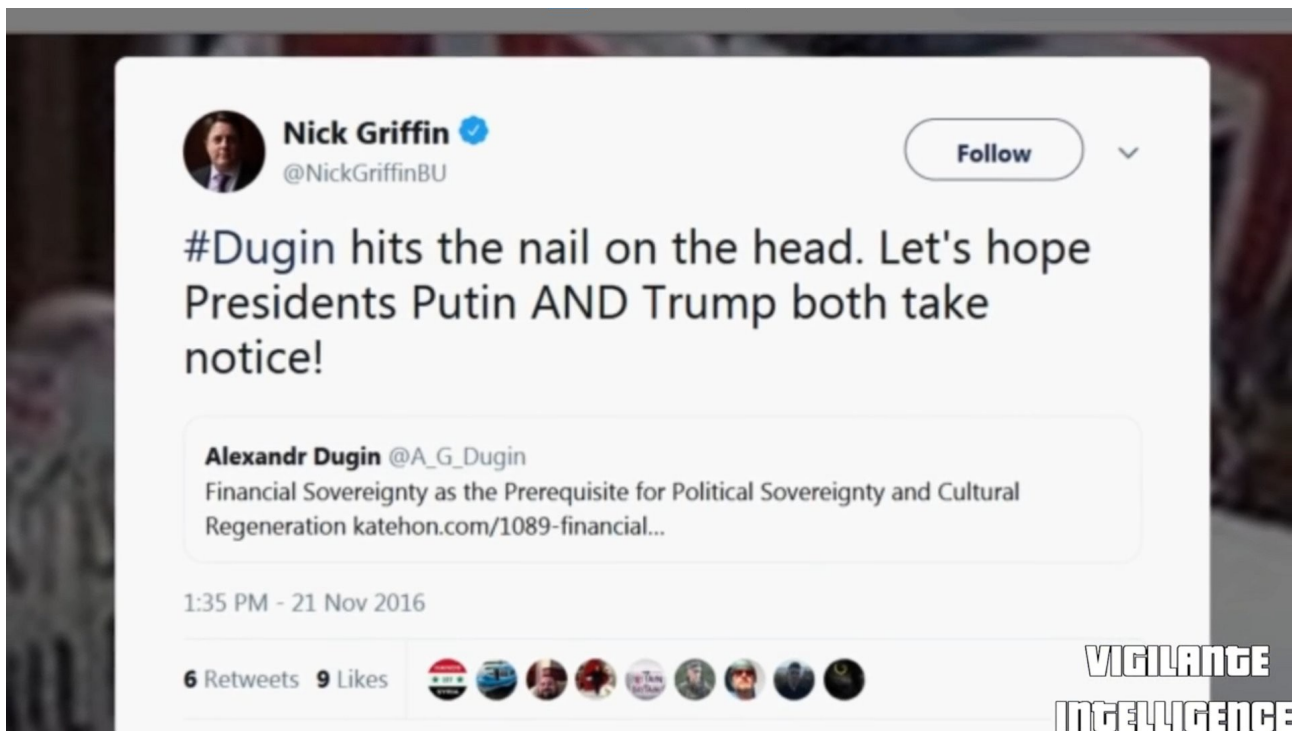 Nick Griffin
@NickGriffinBU
Follow
#Dugin hits the nail on the head. Let's hope
Presidents Putin AND Trump both take
notice!
Alexandr Dugin @A_G_Dugin
Financial Sovereignty as the Prerequisite for Political Sovereignty and Cultural
Regeneration katehon.com/1089-financial...
1:35 PM - 21 Nov 2016
6 Retweets 9 Likes
VIGILANTE
INTELLIGENCE